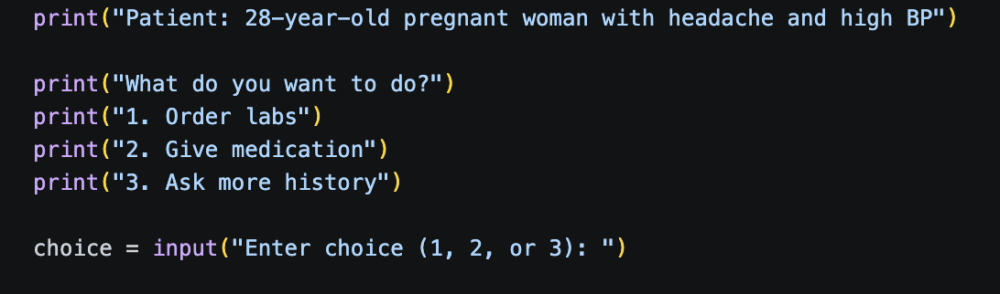 print("Patient: 28-year-old pregnant woman with headache and high BP")
print("What do you want to do?")
print("1. Order labs")
print("2. Give medication")
print("3. Ask more history")
choice = input("Enter choice (1, 2, or 3): ")